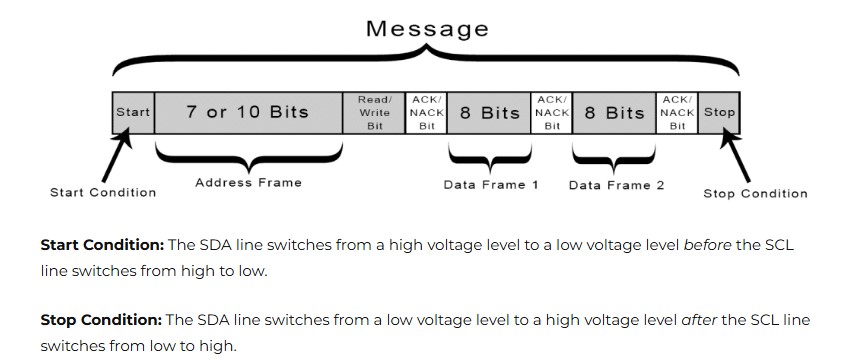 Message
Start
7 or 10 Bits
Read/
Write
Bit
ACK/
NACK
Bit
8 Bits
ACK/
NACK
Bit
8 Bits
ACK/
NACK
Bit
Stop
Start Condition
Address Frame
Data Frame 1
Data Frame 2
Stop Condition
Start Condition: The SDA line switches from a high voltage level to a low voltage level before the SCL
line switches from high to low.
Stop Condition: The SDA line switches from a low voltage level to a high voltage level after the SCL line
switches from low to high.